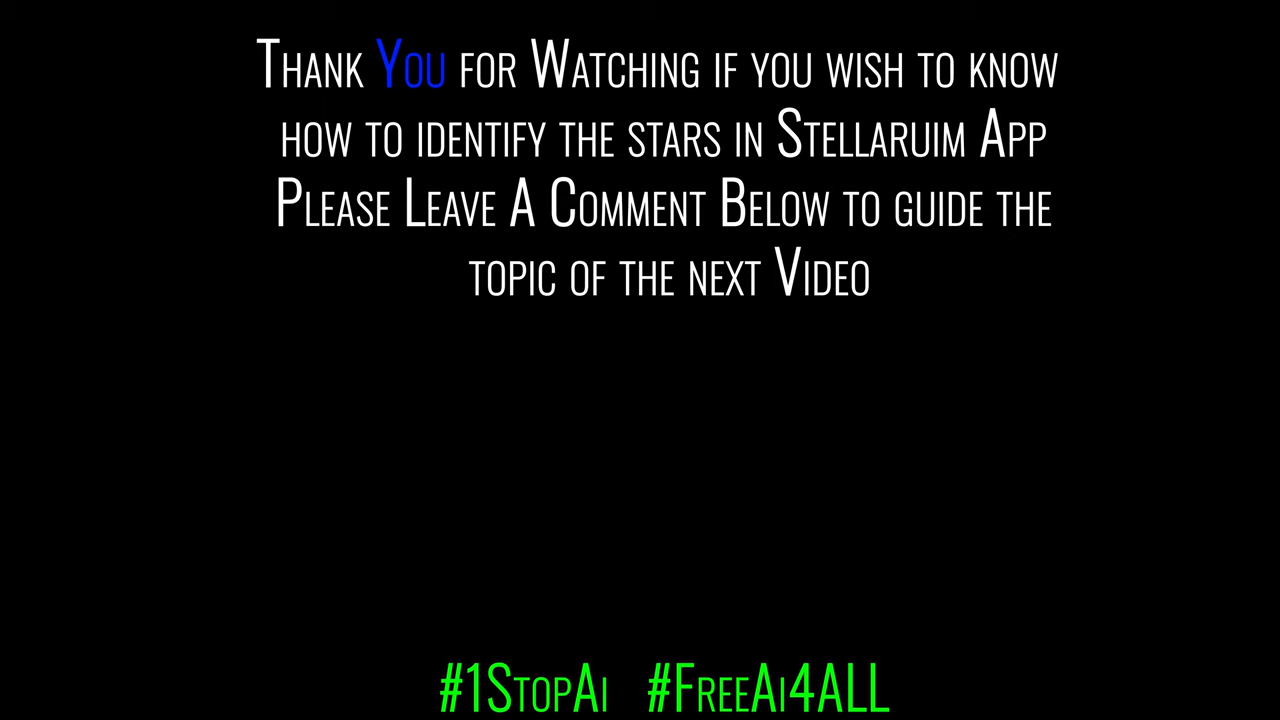 Thank You for Watching if you wish to know
how to identify the stars in Stellaruim App
Please Leave A Comment Below to guide the
topic of the next Video
#1StopAi #FreeAi4ALL